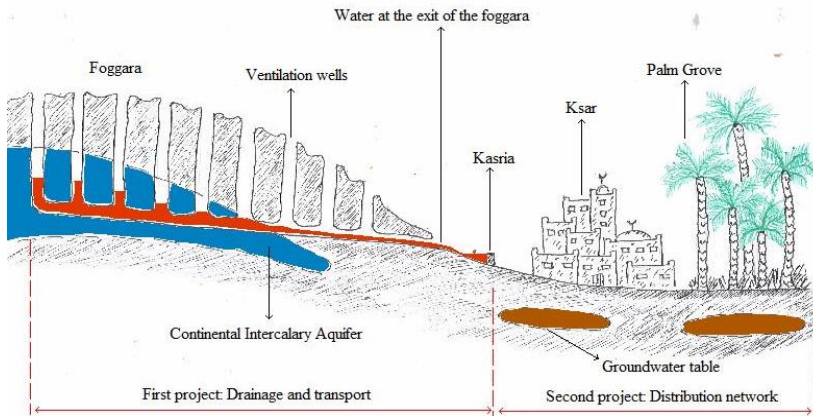 Water at the exit of the foggara
Foggara
Ventilation wells
Palm Grove
Ksar
Kasria
Continental Intercalary Aquifer
Groundwater table
First project: Drainage and transport
Second project: Distribution network